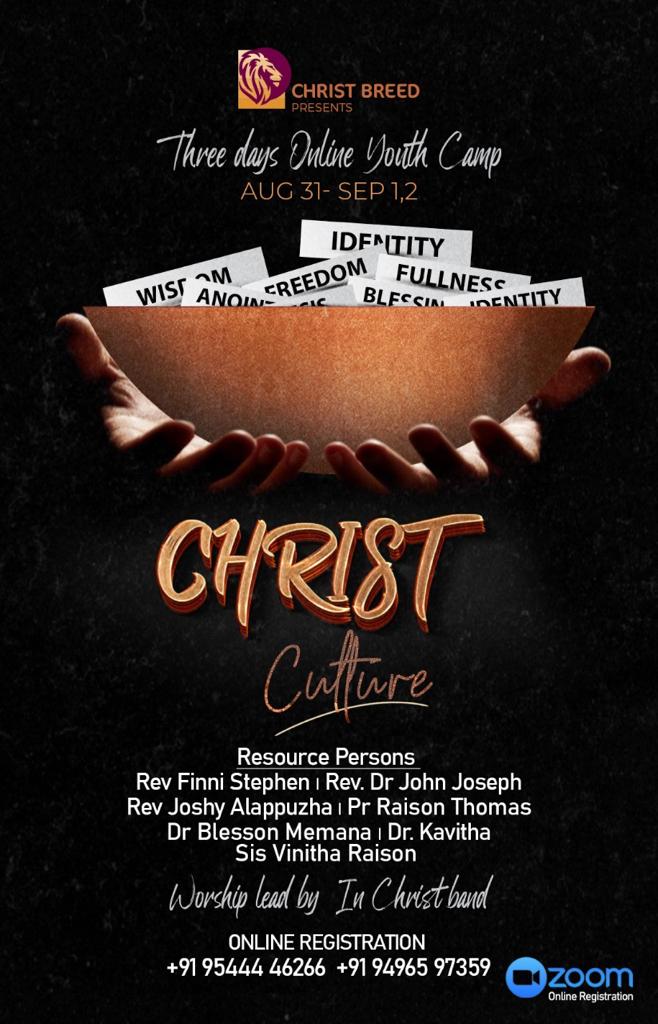 CHRIST BREED
PRESENTS
Three days Online Youth Camp
AUG 31- SEP 1,2
IDENTITY
WISDOM
FREEDOM
FULLNESS
BLESSIN
IDENTITY
CHRIST
Culture
Resource Persons
Rev Finni Stephen | Rev. Dr John Joseph
Rev Joshy Alappuzha | Pr Raison Thomas
Dr Blesson Memana | Dr. Kavitha
Sis Vinitha Raison
Worship lead by In Christ band
ONLINE REGISTRATION
+91 95444 46266 +91 94965 97359
zoom
Online Registration